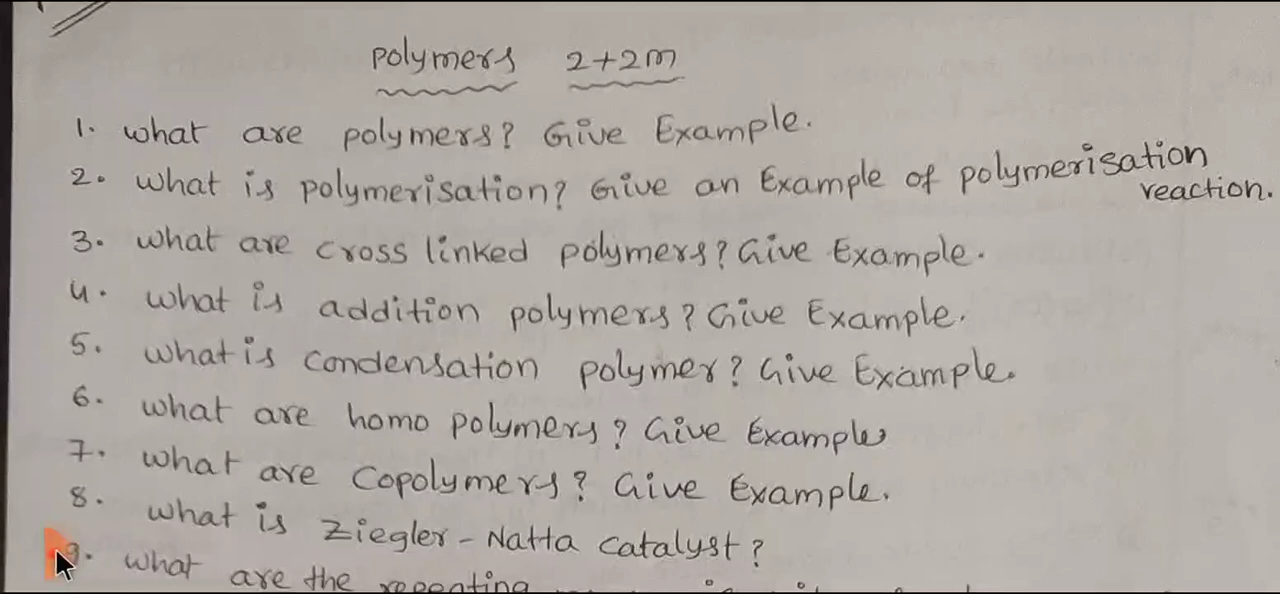 polymers 2+2m
1. what are polymers? Give Example.
2. what is polymerisation? Give an Example of polymerisation
reaction.
3. what are cross linked polymers? Give Example.
4. what is addition polymers? Give Example.
5. what is condensation polymer? Give Example.
6. what are homo polymers? Give Example
7. what are Copolymers? Give Example.
8. what is Ziegler-Natta catalyst?
9. what are the repeating